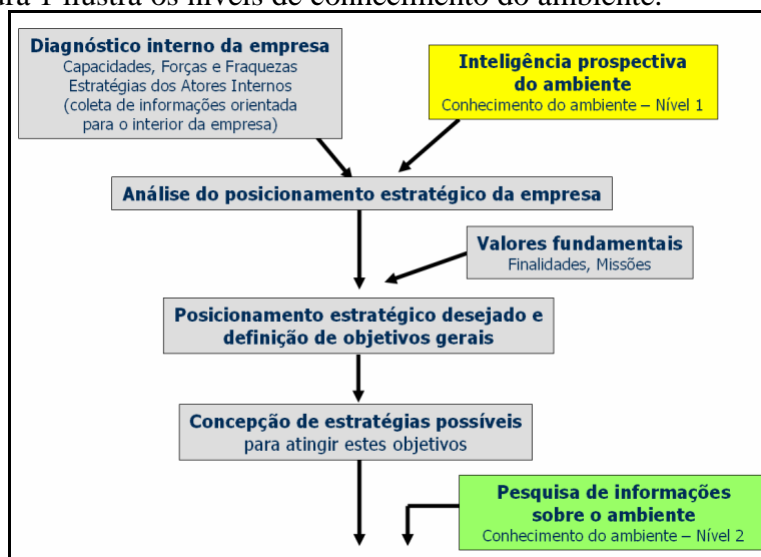 ura 1 ilustra os níveis de conhecimento do ambiente.
Diagnóstico interno da empresa
Capacidades, Forças e Fraquezas
Estratégias dos Atores Internos
(coleta de informações orientada
para o interior da empresa)
Inteligência prospectiva
do ambiente
Conhecimento do ambiente – Nível 1
Análise do posicionamento estratégico da empresa
Valores fundamentais
Finalidades, Missões
Posicionamento estratégico desejado e
definição de objetivos gerais
Concepção de estratégias possíveis
para atingir estes objetivos
Pesquisa de informações
sobre o ambiente
Conhecimento do ambiente – Nível 2